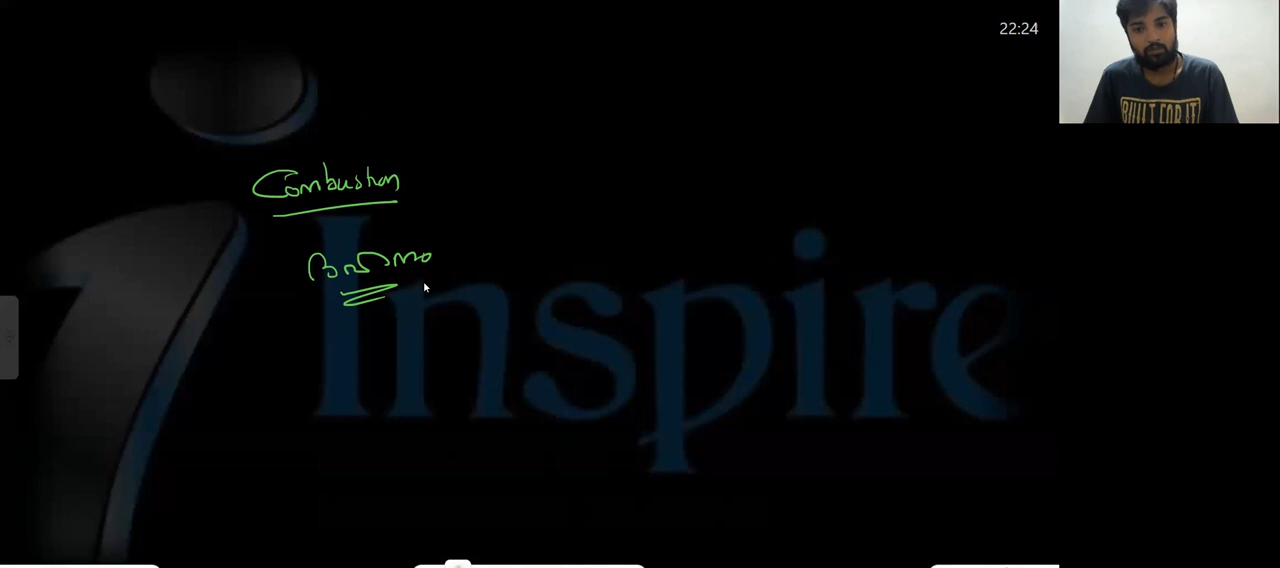 22:24
BUILT FOR IT
Combustion
ജ്വലനം
Inspire